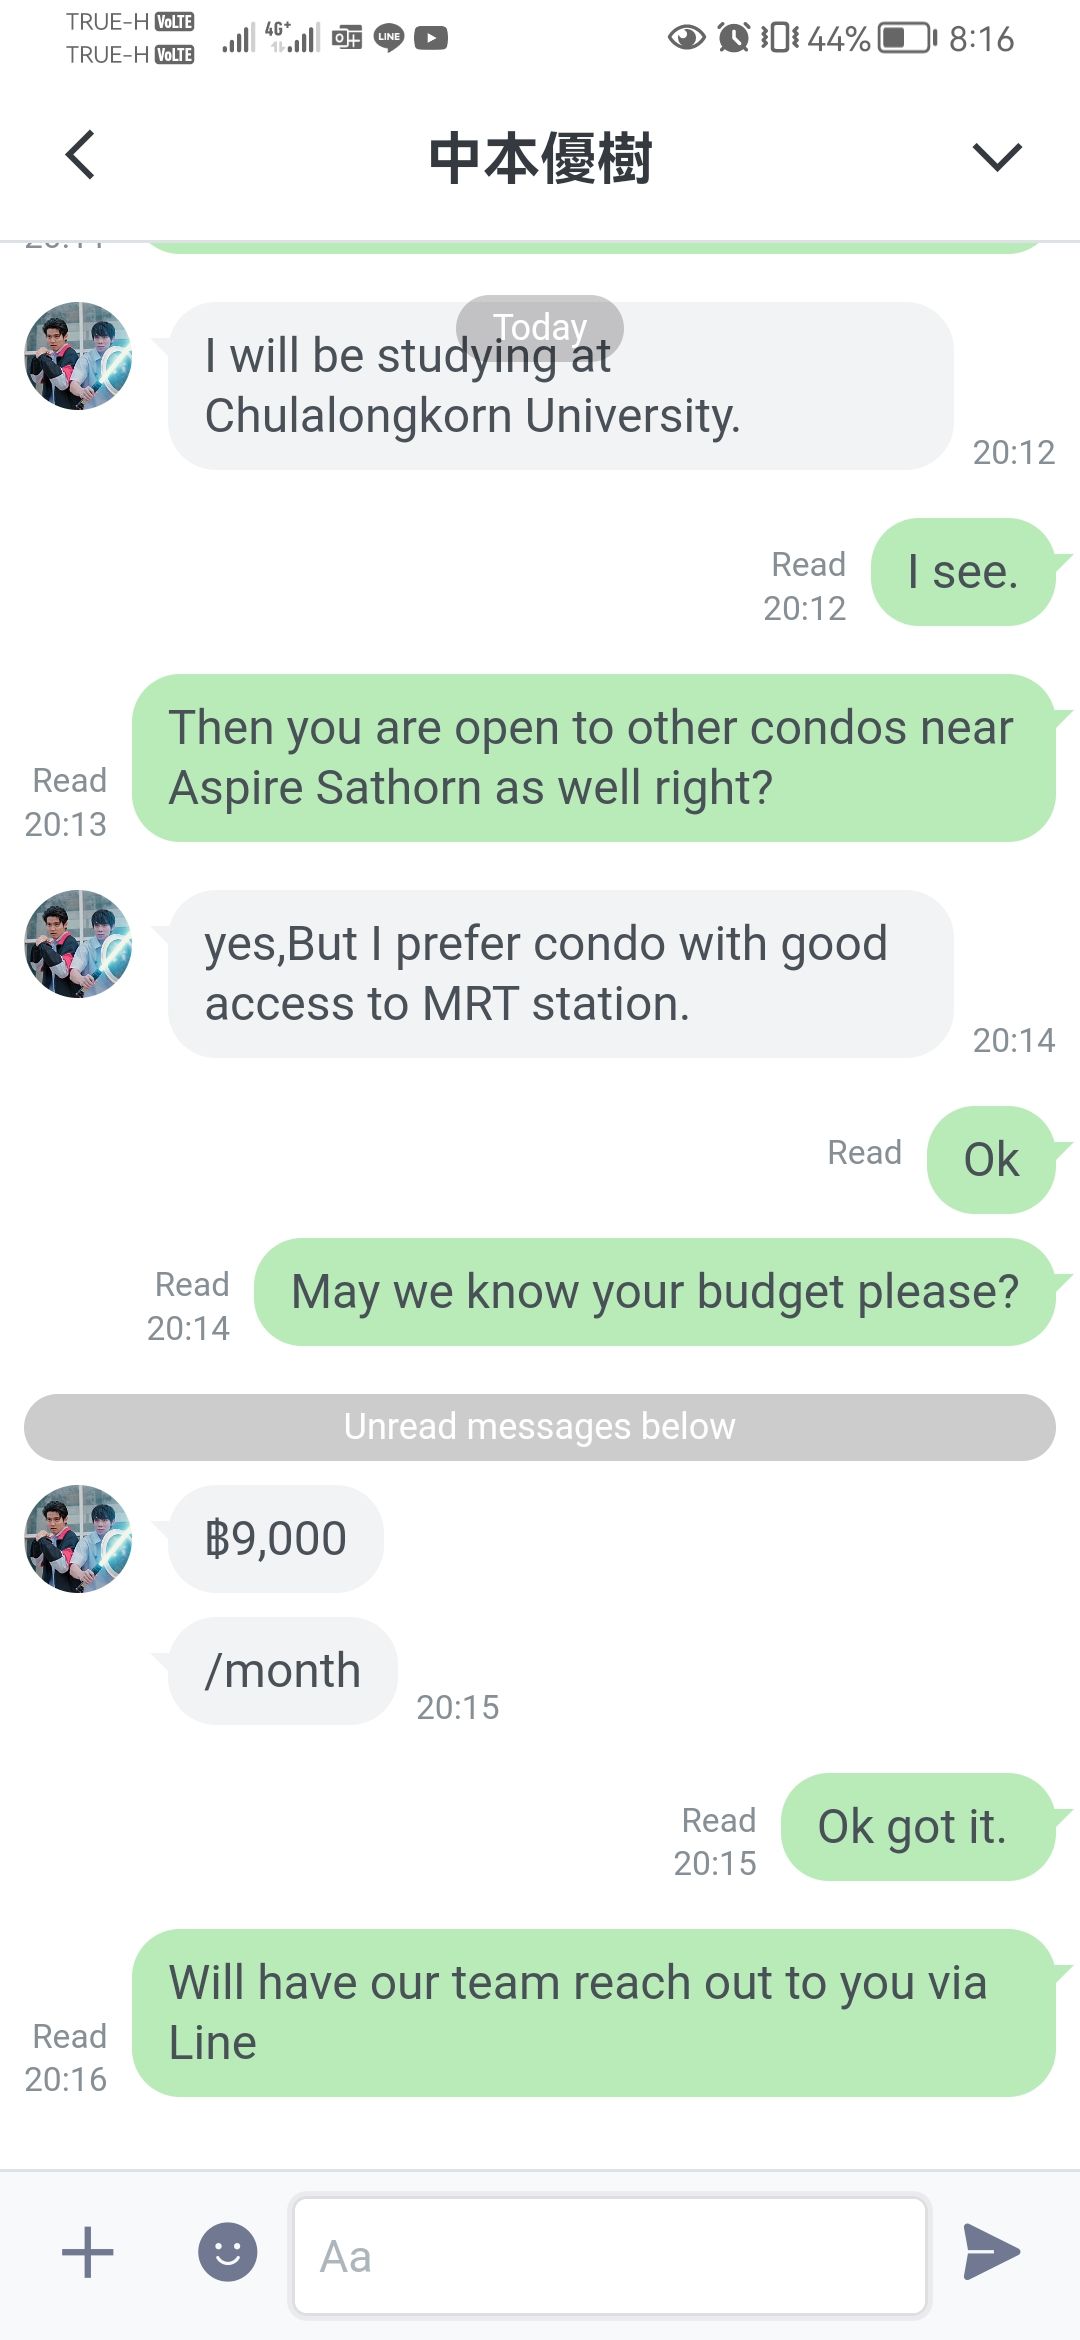 TRUE-H VoLTE
TRUE-H VoLTE
4G+
LINE
44%
8:16
中本優樹
Today
I will be studying at
Chulalongkorn University.
20:12
Read
20:12
I see.
Then you are open to other condos near
Aspire Sathorn as well right?
Read
20:13
yes,But I prefer condo with good
access to MRT station.
20:14
Read
Ok
Read
20:14
May we know your budget please?
Unread messages below
฿9,000
/month
20:15
Read
20:15
Ok got it.
Will have our team reach out to you via
Line
Read
20:16
Aa